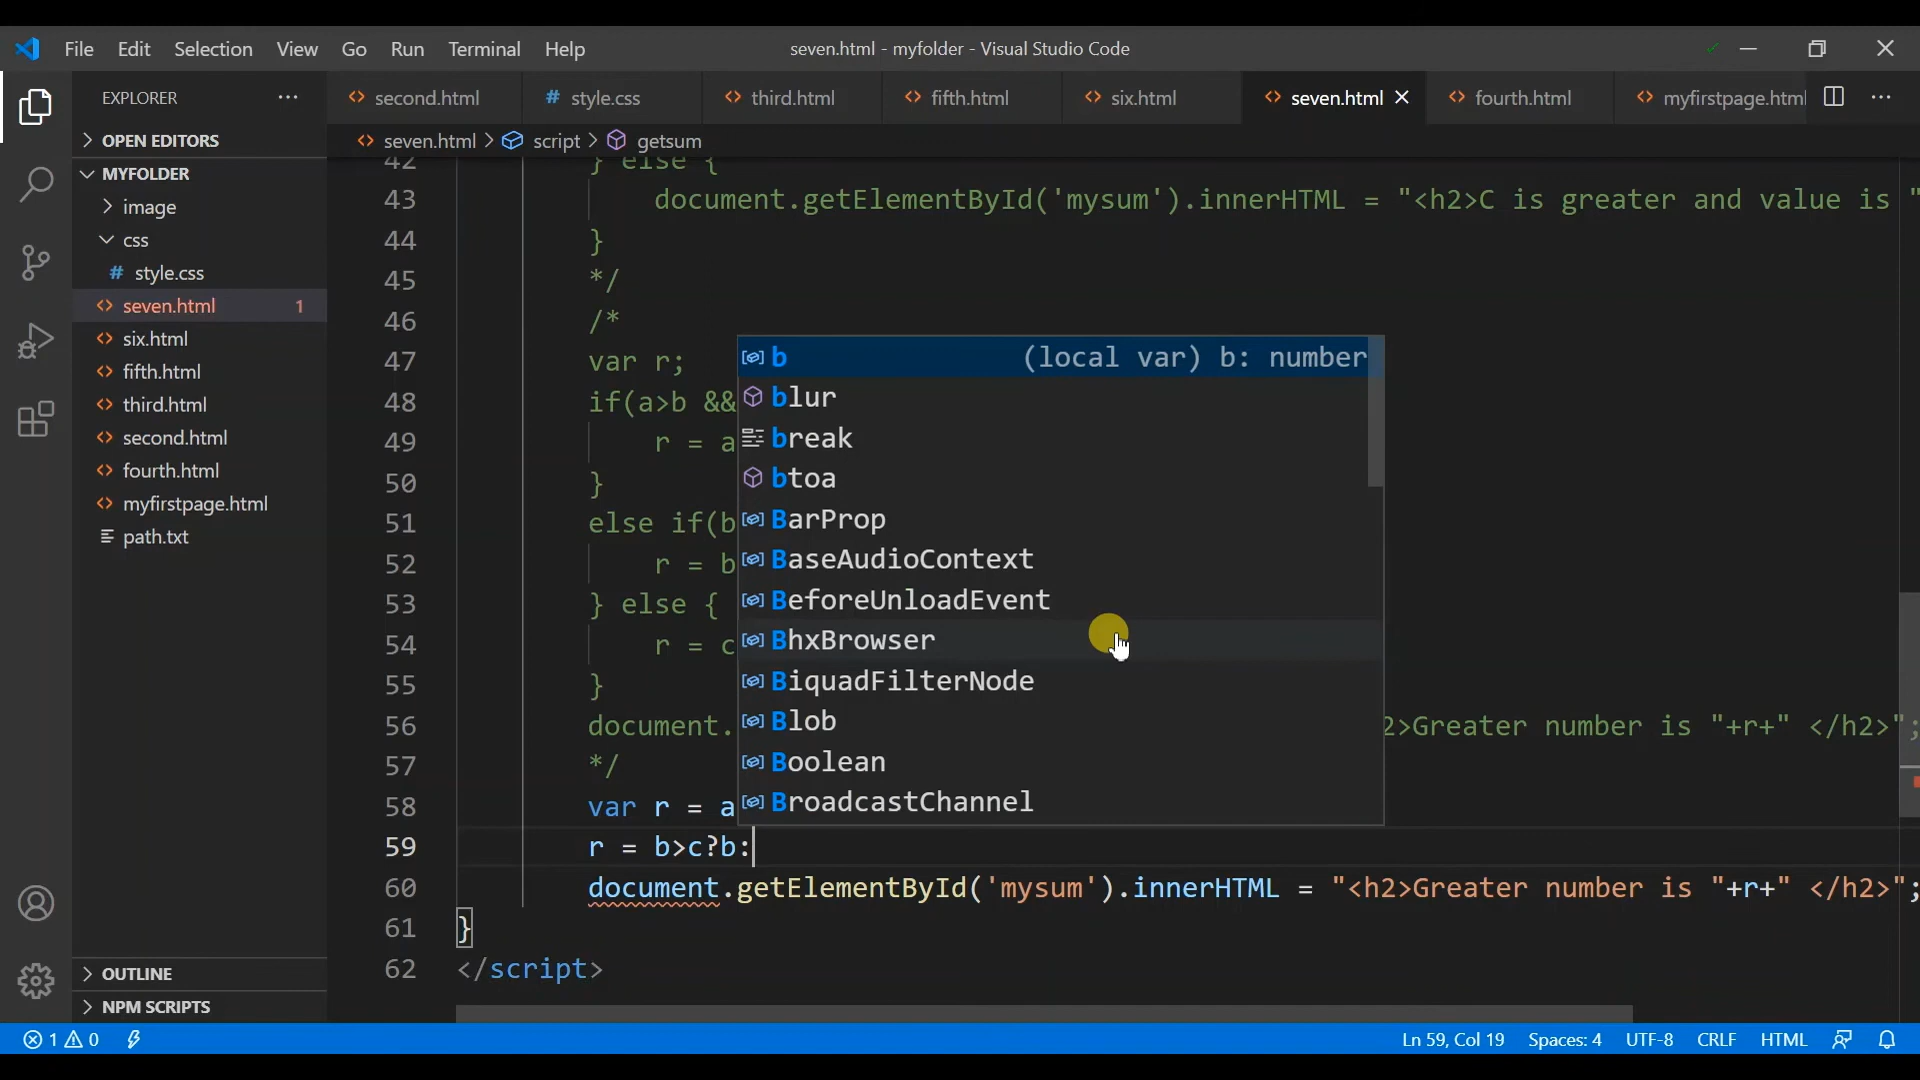 File Edit Selection View Go Run Terminal Help seven.html - myfolder - Visual Studio Code
EXPLORER ...
second.html # style.css third.html fifth.html six.html seven.html fourth.html myfirstpage.html
OPEN EDITORS
seven.html > script > getsum
MYFOLDER
image
css
# style.css
seven.html 1
six.html
fifth.html
third.html
second.html
fourth.html
myfirstpage.html
path.txt
OUTLINE
NPM SCRIPTS
42 } else {
43 document.getElementById('mysum').innerHTML = "<h2>C is greater and value is "
44 }
45 */
46 /*
47 var r;
48 if(a>b &&
49 r = a
50 }
51 else if(b
52 r = b
53 } else {
54 r = c
55 }
56 document. 2>Greater number is "+r+" </h2>";
57 */
58 var r = a
59 r = b>c?b:
60 document.getElementById('mysum').innerHTML = "<h2>Greater number is "+r+" </h2>";
61 }
62 </script>
b (local var) b: number
blur
break
btoa
BarProp
BaseAudioContext
BeforeUnloadEvent
BhxBrowser
BiquadFilterNode
Blob
Boolean
BroadcastChannel
1 0 Ln 59, Col 19 Spaces: 4 UTF-8 CRLF HTML